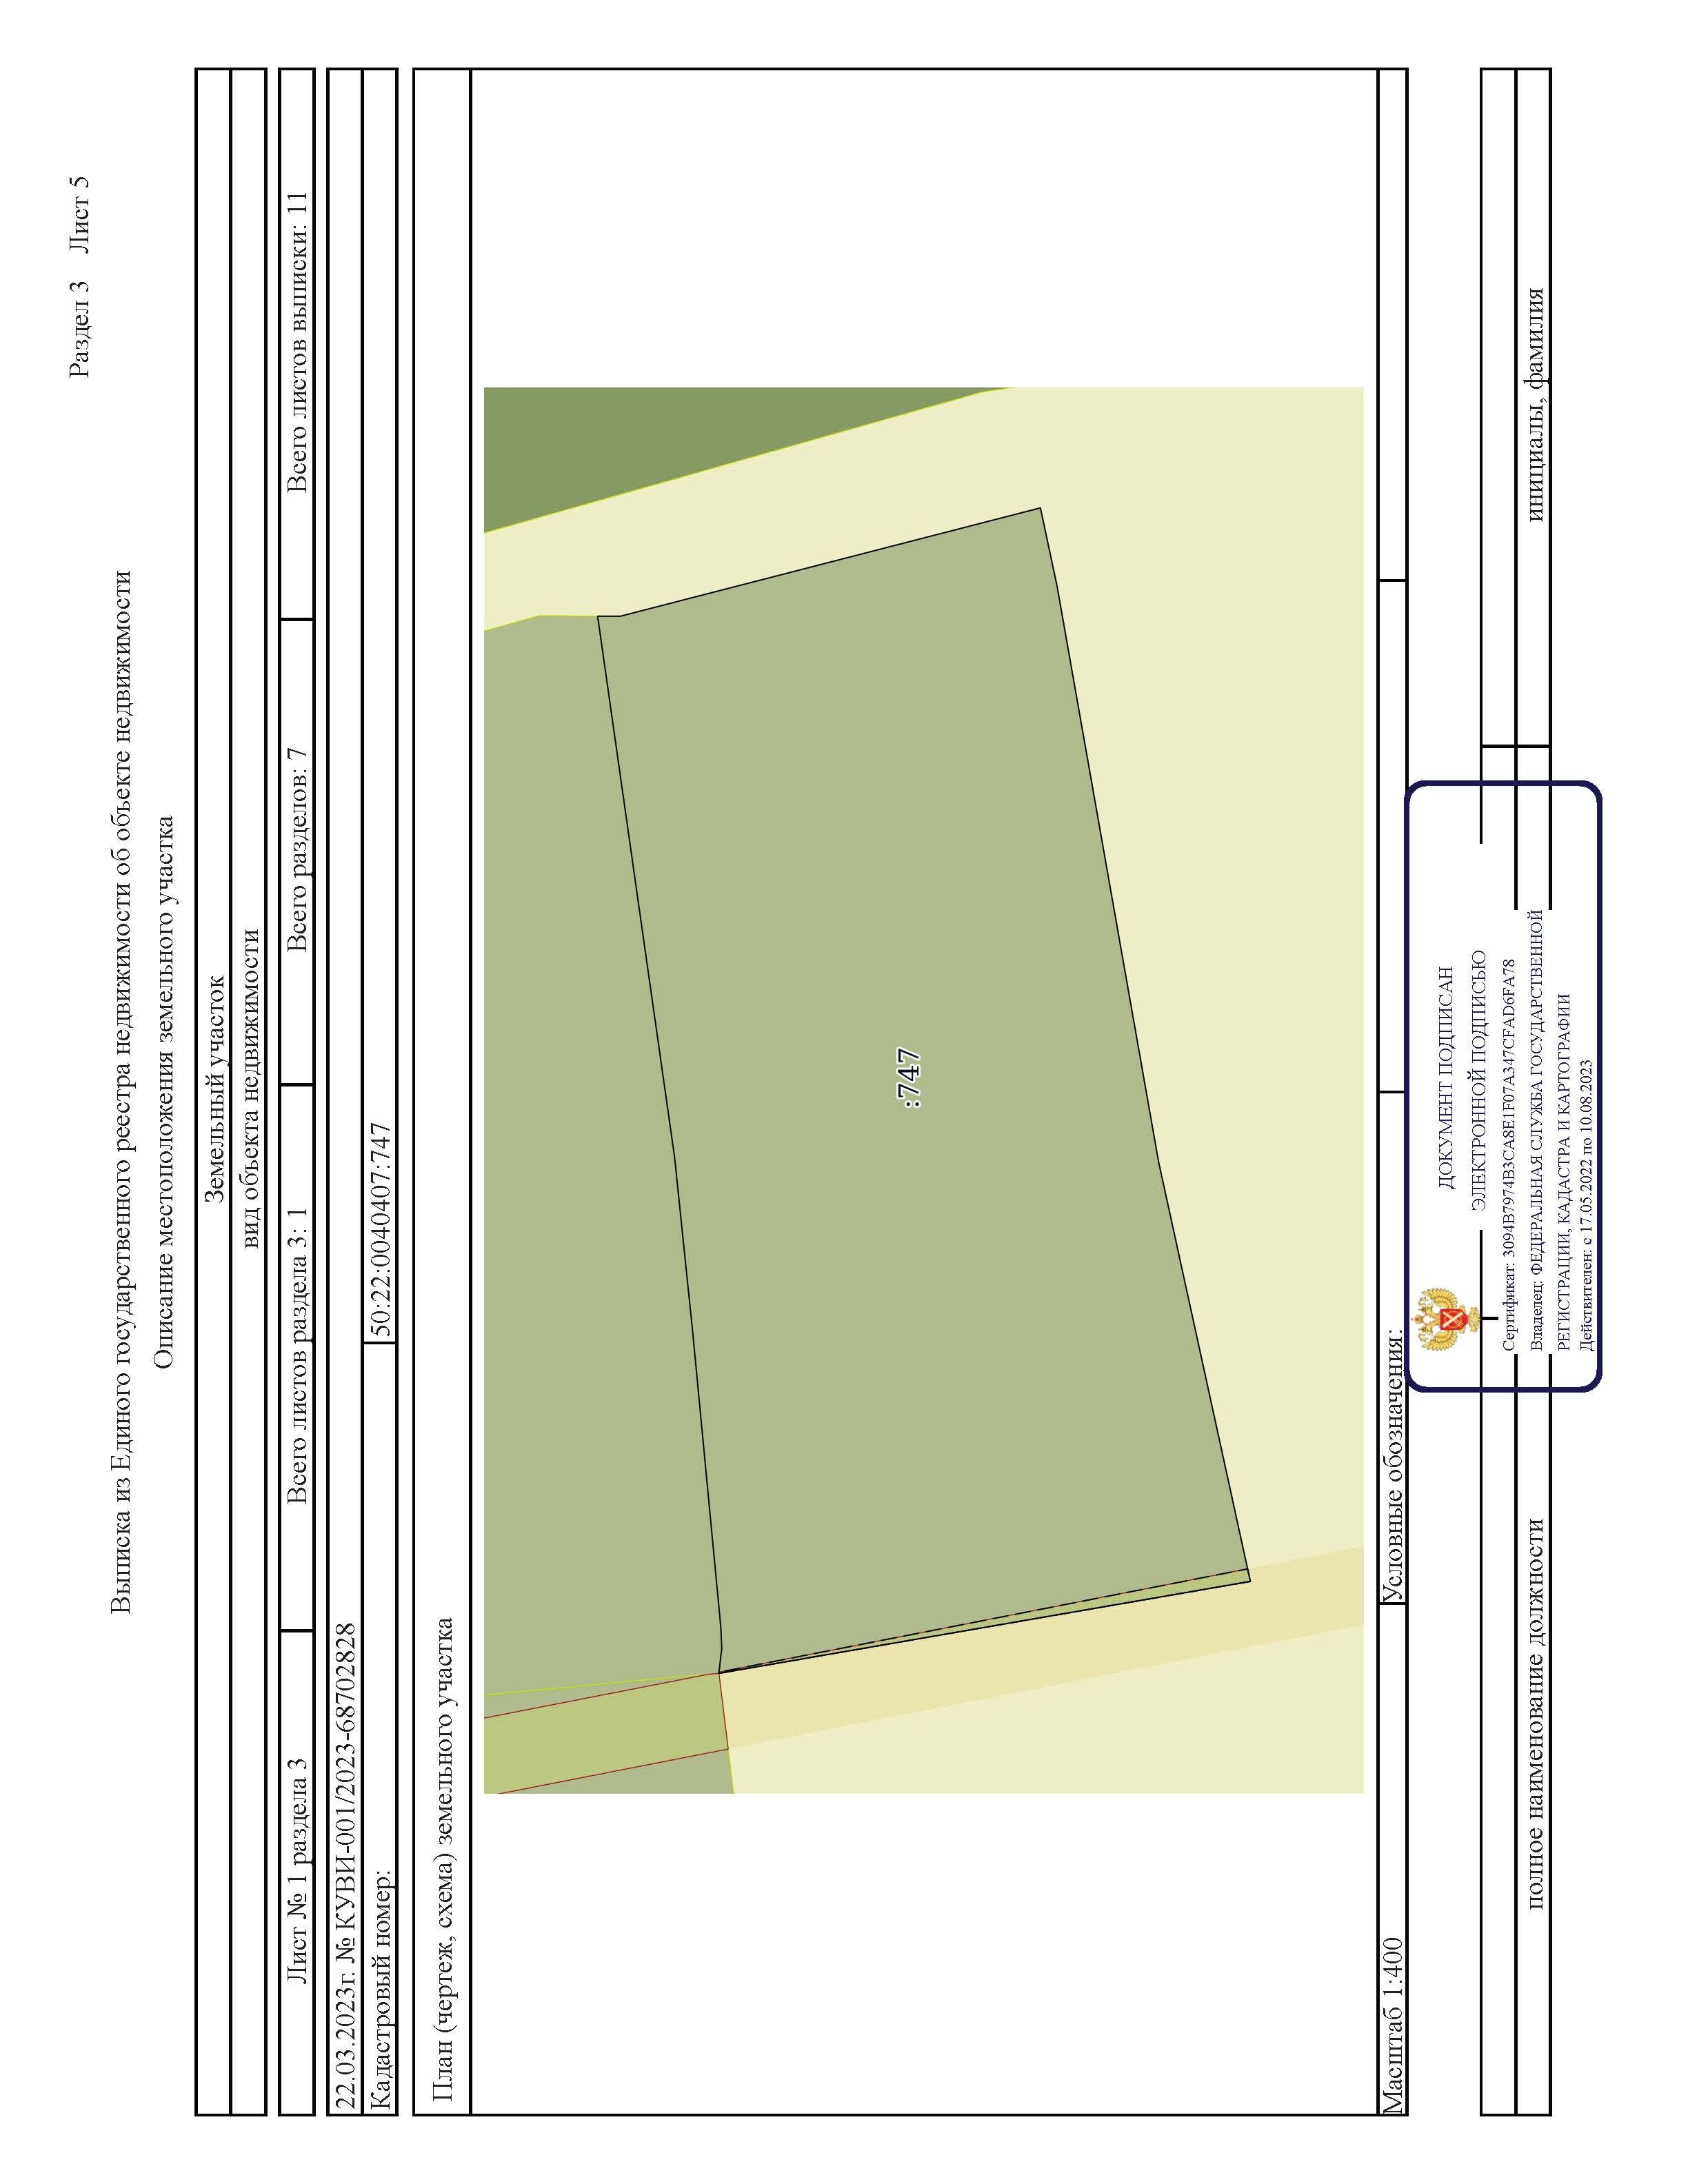 Раздел 3 Лист 5
Выписка из Единого государственного реестра недвижимости об объекте недвижимости
Описание местоположения земельного участка
Земельный участок
вид объекта недвижимости
Лист № 1 раздела 3 Всего листов раздела 3: 1 Всего разделов: 7 Всего листов выписки: 11
22.03.2023г. № КУВИ-001/2023-68702828
Кадастровый номер: 50:22:0040407:747
План (чертеж, схема) земельного участка
:747
Масштаб 1:400 Условные обозначения:
ДОКУМЕНТ ПОДПИСАН
ЭЛЕКТРОННОЙ ПОДПИСЬЮ
Сертификат: 3094B7974B3CA8E1F07A347CFAD6FA78
Владелец: ФЕДЕРАЛЬНАЯ СЛУЖБА ГОСУДАРСТВЕННОЙ
РЕГИСТРАЦИИ, КАДАСТРА И КАРТОГРАФИИ
Действителен: с 17.05.2022 по 10.08.2023
полное наименование должности инициалы, фамилия